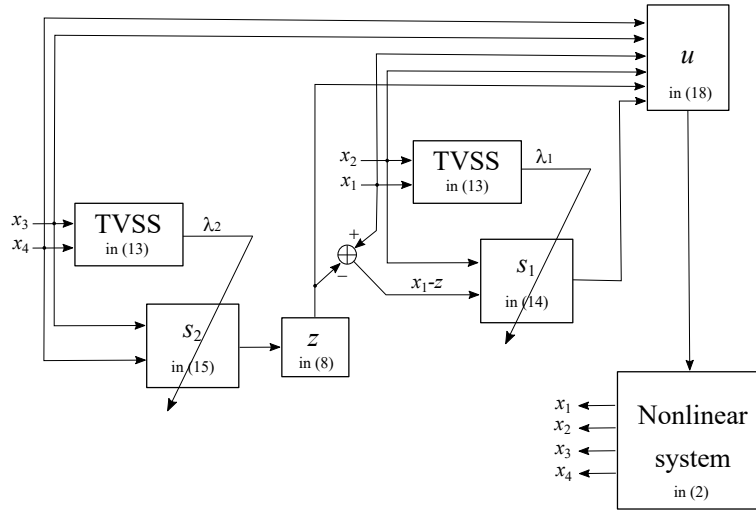 u
in (18)
x2
x1
TVSS
in (13)
λ1
x3
x4
TVSS
in (13)
λ2
+
−
x1-z
s1
in (14)
s2
in (15)
z
in (8)
x1
x2
x3
x4
Nonlinear
system
in (2)